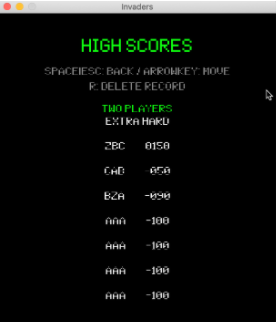 Invaders
HIGH SCORES
SPACE|ESC: BACK / ARROWKEY: MOVE
R: DELETE RECORD
TWO PLAYERS
EXTRA HARD
ZBC 0150
CAB -050
BZA -090
AAA -100
AAA -100
AAA -100
AAA -100